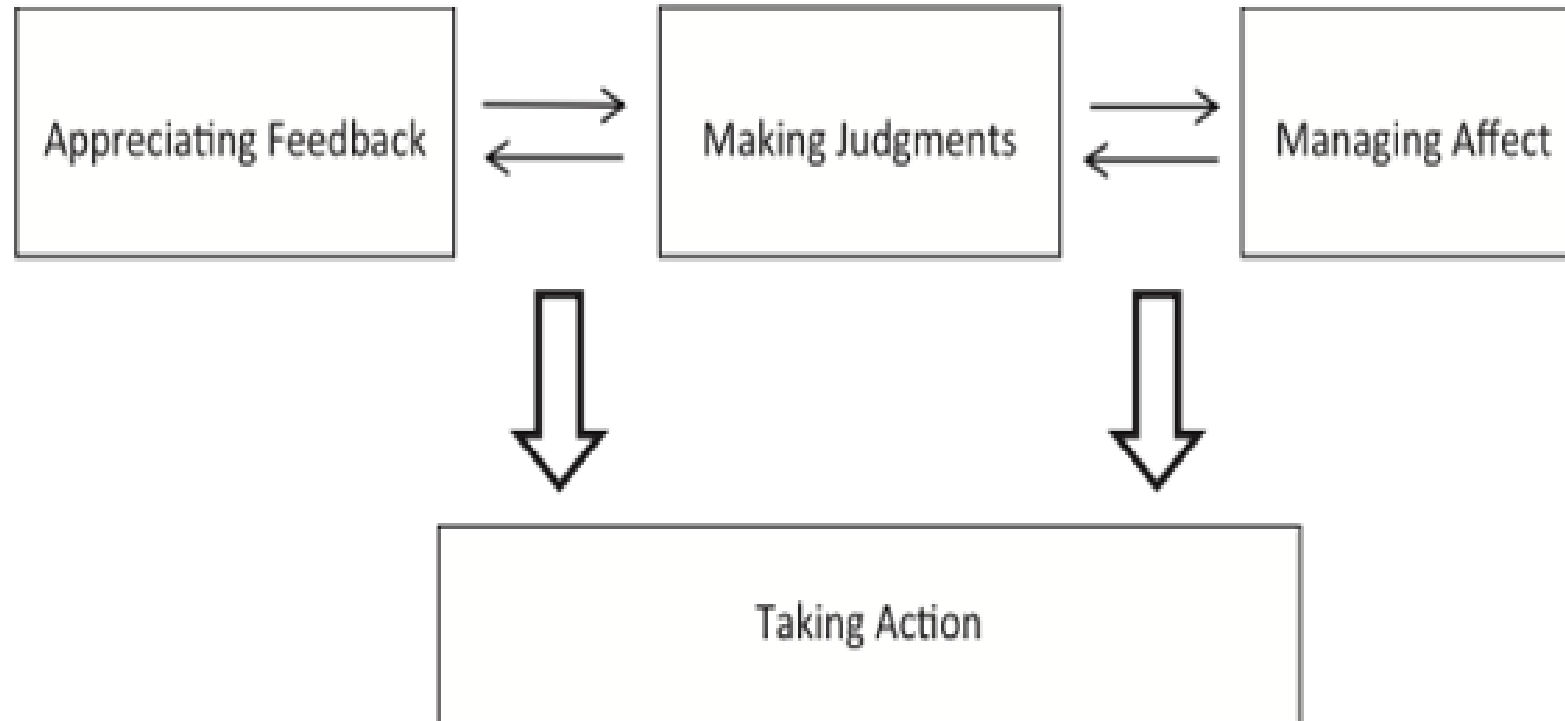 Appreciating Feedback
Making Judgments
Managing Affect
Taking Action